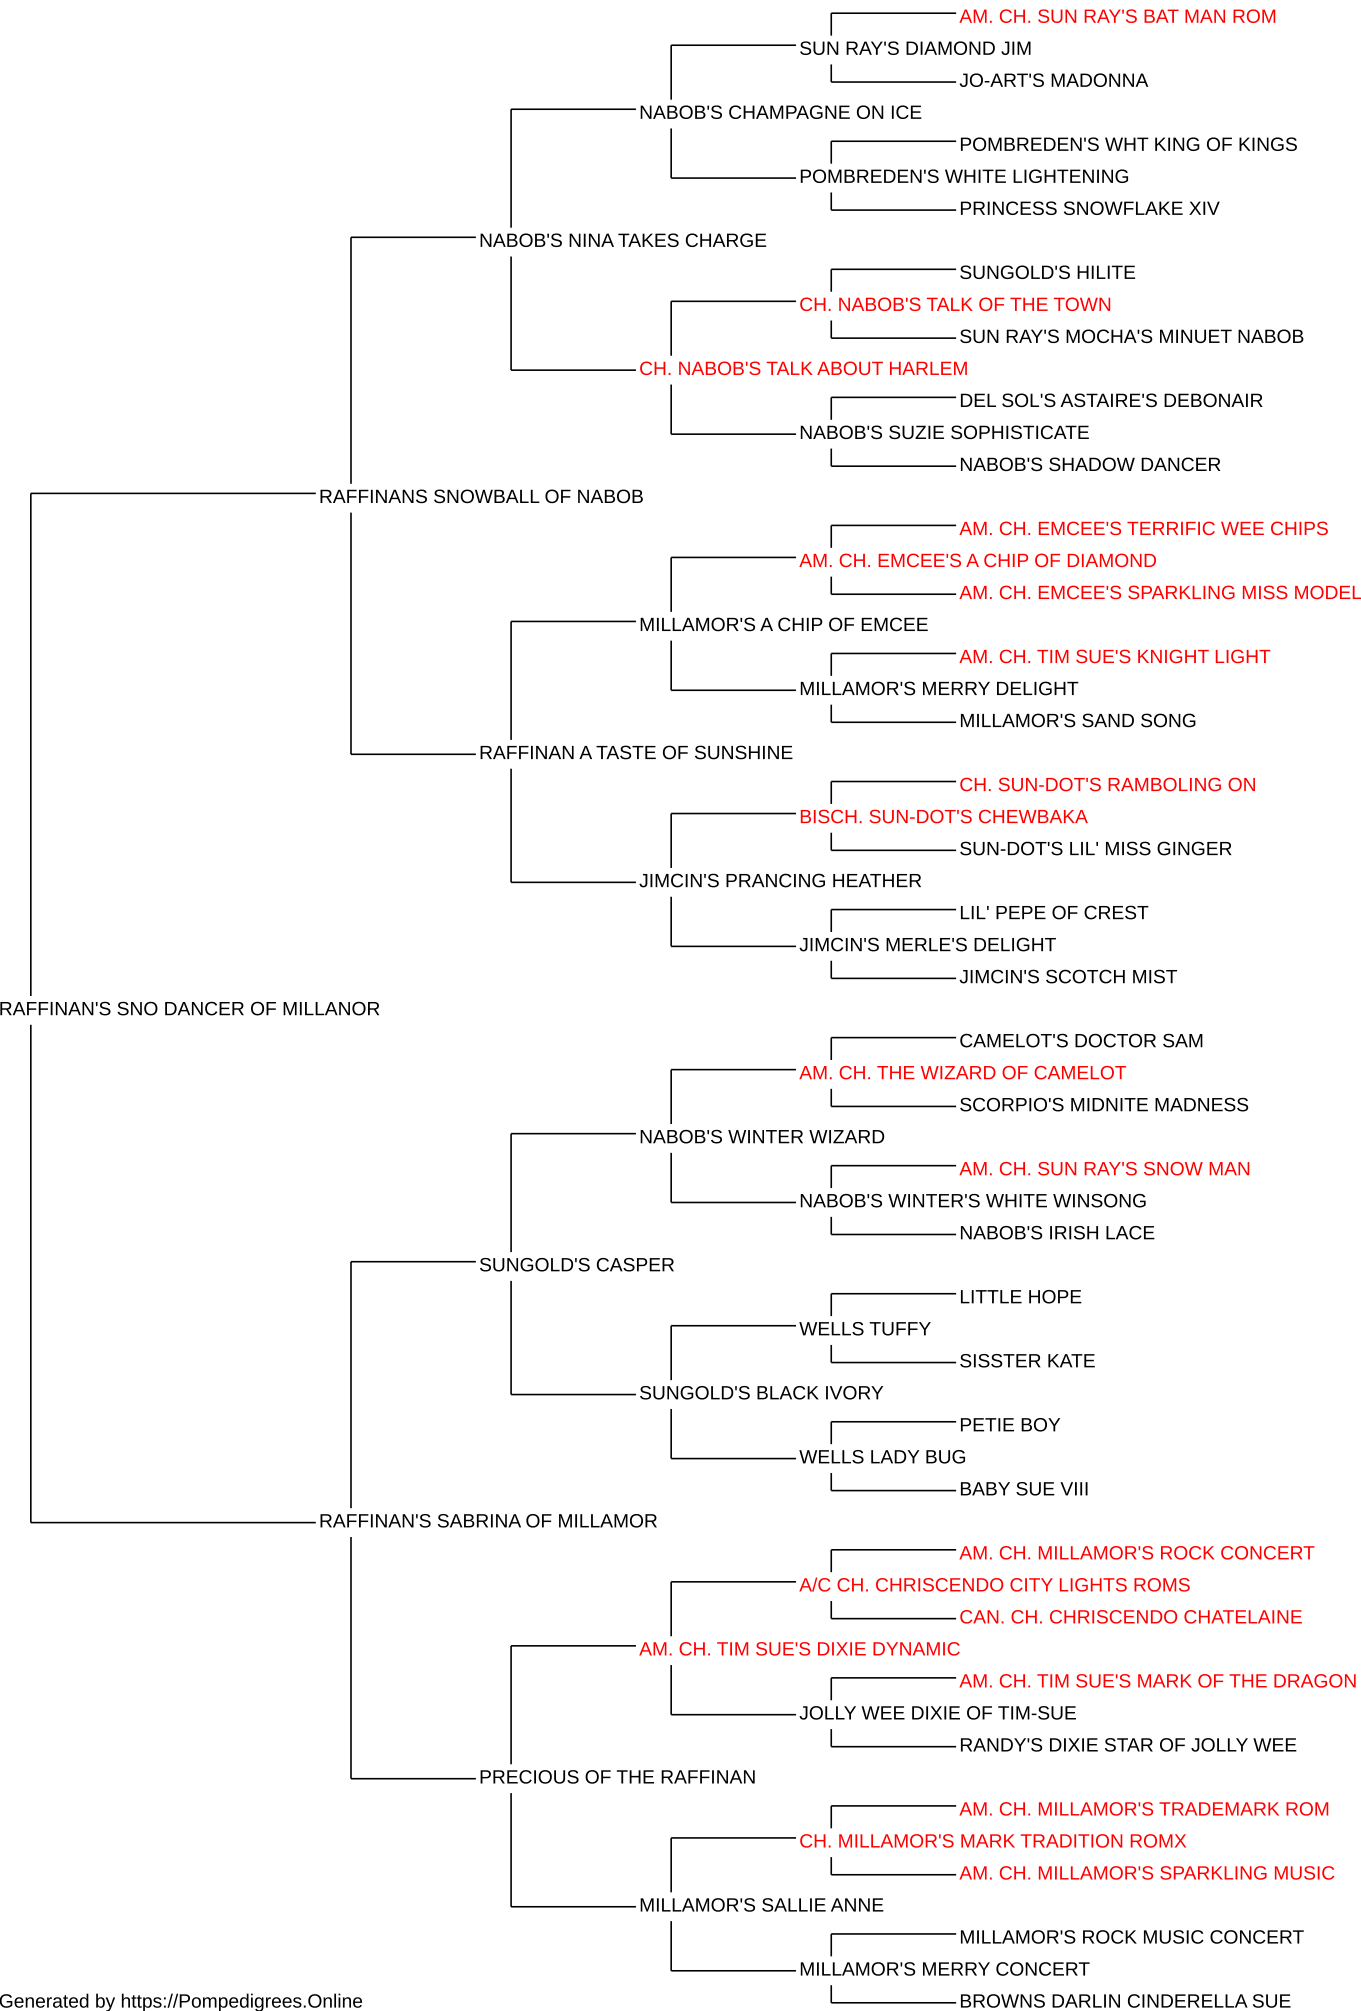 AM. CH. SUN RAY'S BAT MAN ROM
SUN RAY'S DIAMOND JIM
JO-ART'S MADONNA
NABOB'S CHAMPAGNE ON ICE
POMBREDEN'S WHT KING OF KINGS
POMBREDEN'S WHITE LIGHTENING
PRINCESS SNOWFLAKE XIV
NABOB'S NINA TAKES CHARGE
SUNGOLD'S HILITE
CH. NABOB'S TALK OF THE TOWN
SUN RAY'S MOCHA'S MINUET NABOB
CH. NABOB'S TALK ABOUT HARLEM
DEL SOL'S ASTAIRE'S DEBONAIR
NABOB'S SUZIE SOPHISTICATE
NABOB'S SHADOW DANCER
RAFFINANS SNOWBALL OF NABOB
AM. CH. EMCEE'S TERRIFIC WEE CHIPS
AM. CH. EMCEE'S A CHIP OF DIAMOND
AM. CH. EMCEE'S SPARKLING MISS MODEL
MILLAMOR'S A CHIP OF EMCEE
AM. CH. TIM SUE'S KNIGHT LIGHT
MILLAMOR'S MERRY DELIGHT
MILLAMOR'S SAND SONG
RAFFINAN A TASTE OF SUNSHINE
CH. SUN-DOT'S RAMBOLING ON
BISCH. SUN-DOT'S CHEWBAKA
SUN-DOT'S LIL' MISS GINGER
JIMCIN'S PRANCING HEATHER
LIL' PEPE OF CREST
JIMCIN'S MERLE'S DELIGHT
JIMCIN'S SCOTCH MIST
RAFFINAN'S SNO DANCER OF MILLANOR
CAMELOT'S DOCTOR SAM
AM. CH. THE WIZARD OF CAMELOT
SCORPIO'S MIDNITE MADNESS
NABOB'S WINTER WIZARD
AM. CH. SUN RAY'S SNOW MAN
NABOB'S WINTER'S WHITE WINSONG
NABOB'S IRISH LACE
SUNGOLD'S CASPER
LITTLE HOPE
WELLS TUFFY
SISSTER KATE
SUNGOLD'S BLACK IVORY
PETIE BOY
WELLS LADY BUG
BABY SUE VIII
RAFFINAN'S SABRINA OF MILLAMOR
AM. CH. MILLAMOR'S ROCK CONCERT
A/C CH. CHRISCENDO CITY LIGHTS ROMS
CAN. CH. CHRISCENDO CHATELAINE
AM. CH. TIM SUE'S DIXIE DYNAMIC
AM. CH. TIM SUE'S MARK OF THE DRAGON
JOLLY WEE DIXIE OF TIM-SUE
RANDY'S DIXIE STAR OF JOLLY WEE
PRECIOUS OF THE RAFFINAN
AM. CH. MILLAMOR'S TRADEMARK ROM
CH. MILLAMOR'S MARK TRADITION ROMX
AM. CH. MILLAMOR'S SPARKLING MUSIC
MILLAMOR'S SALLIE ANNE
MILLAMOR'S ROCK MUSIC CONCERT
MILLAMOR'S MERRY CONCERT
BROWNS DARLIN CINDERELLA SUE
Generated by https://Pompedigrees.Online